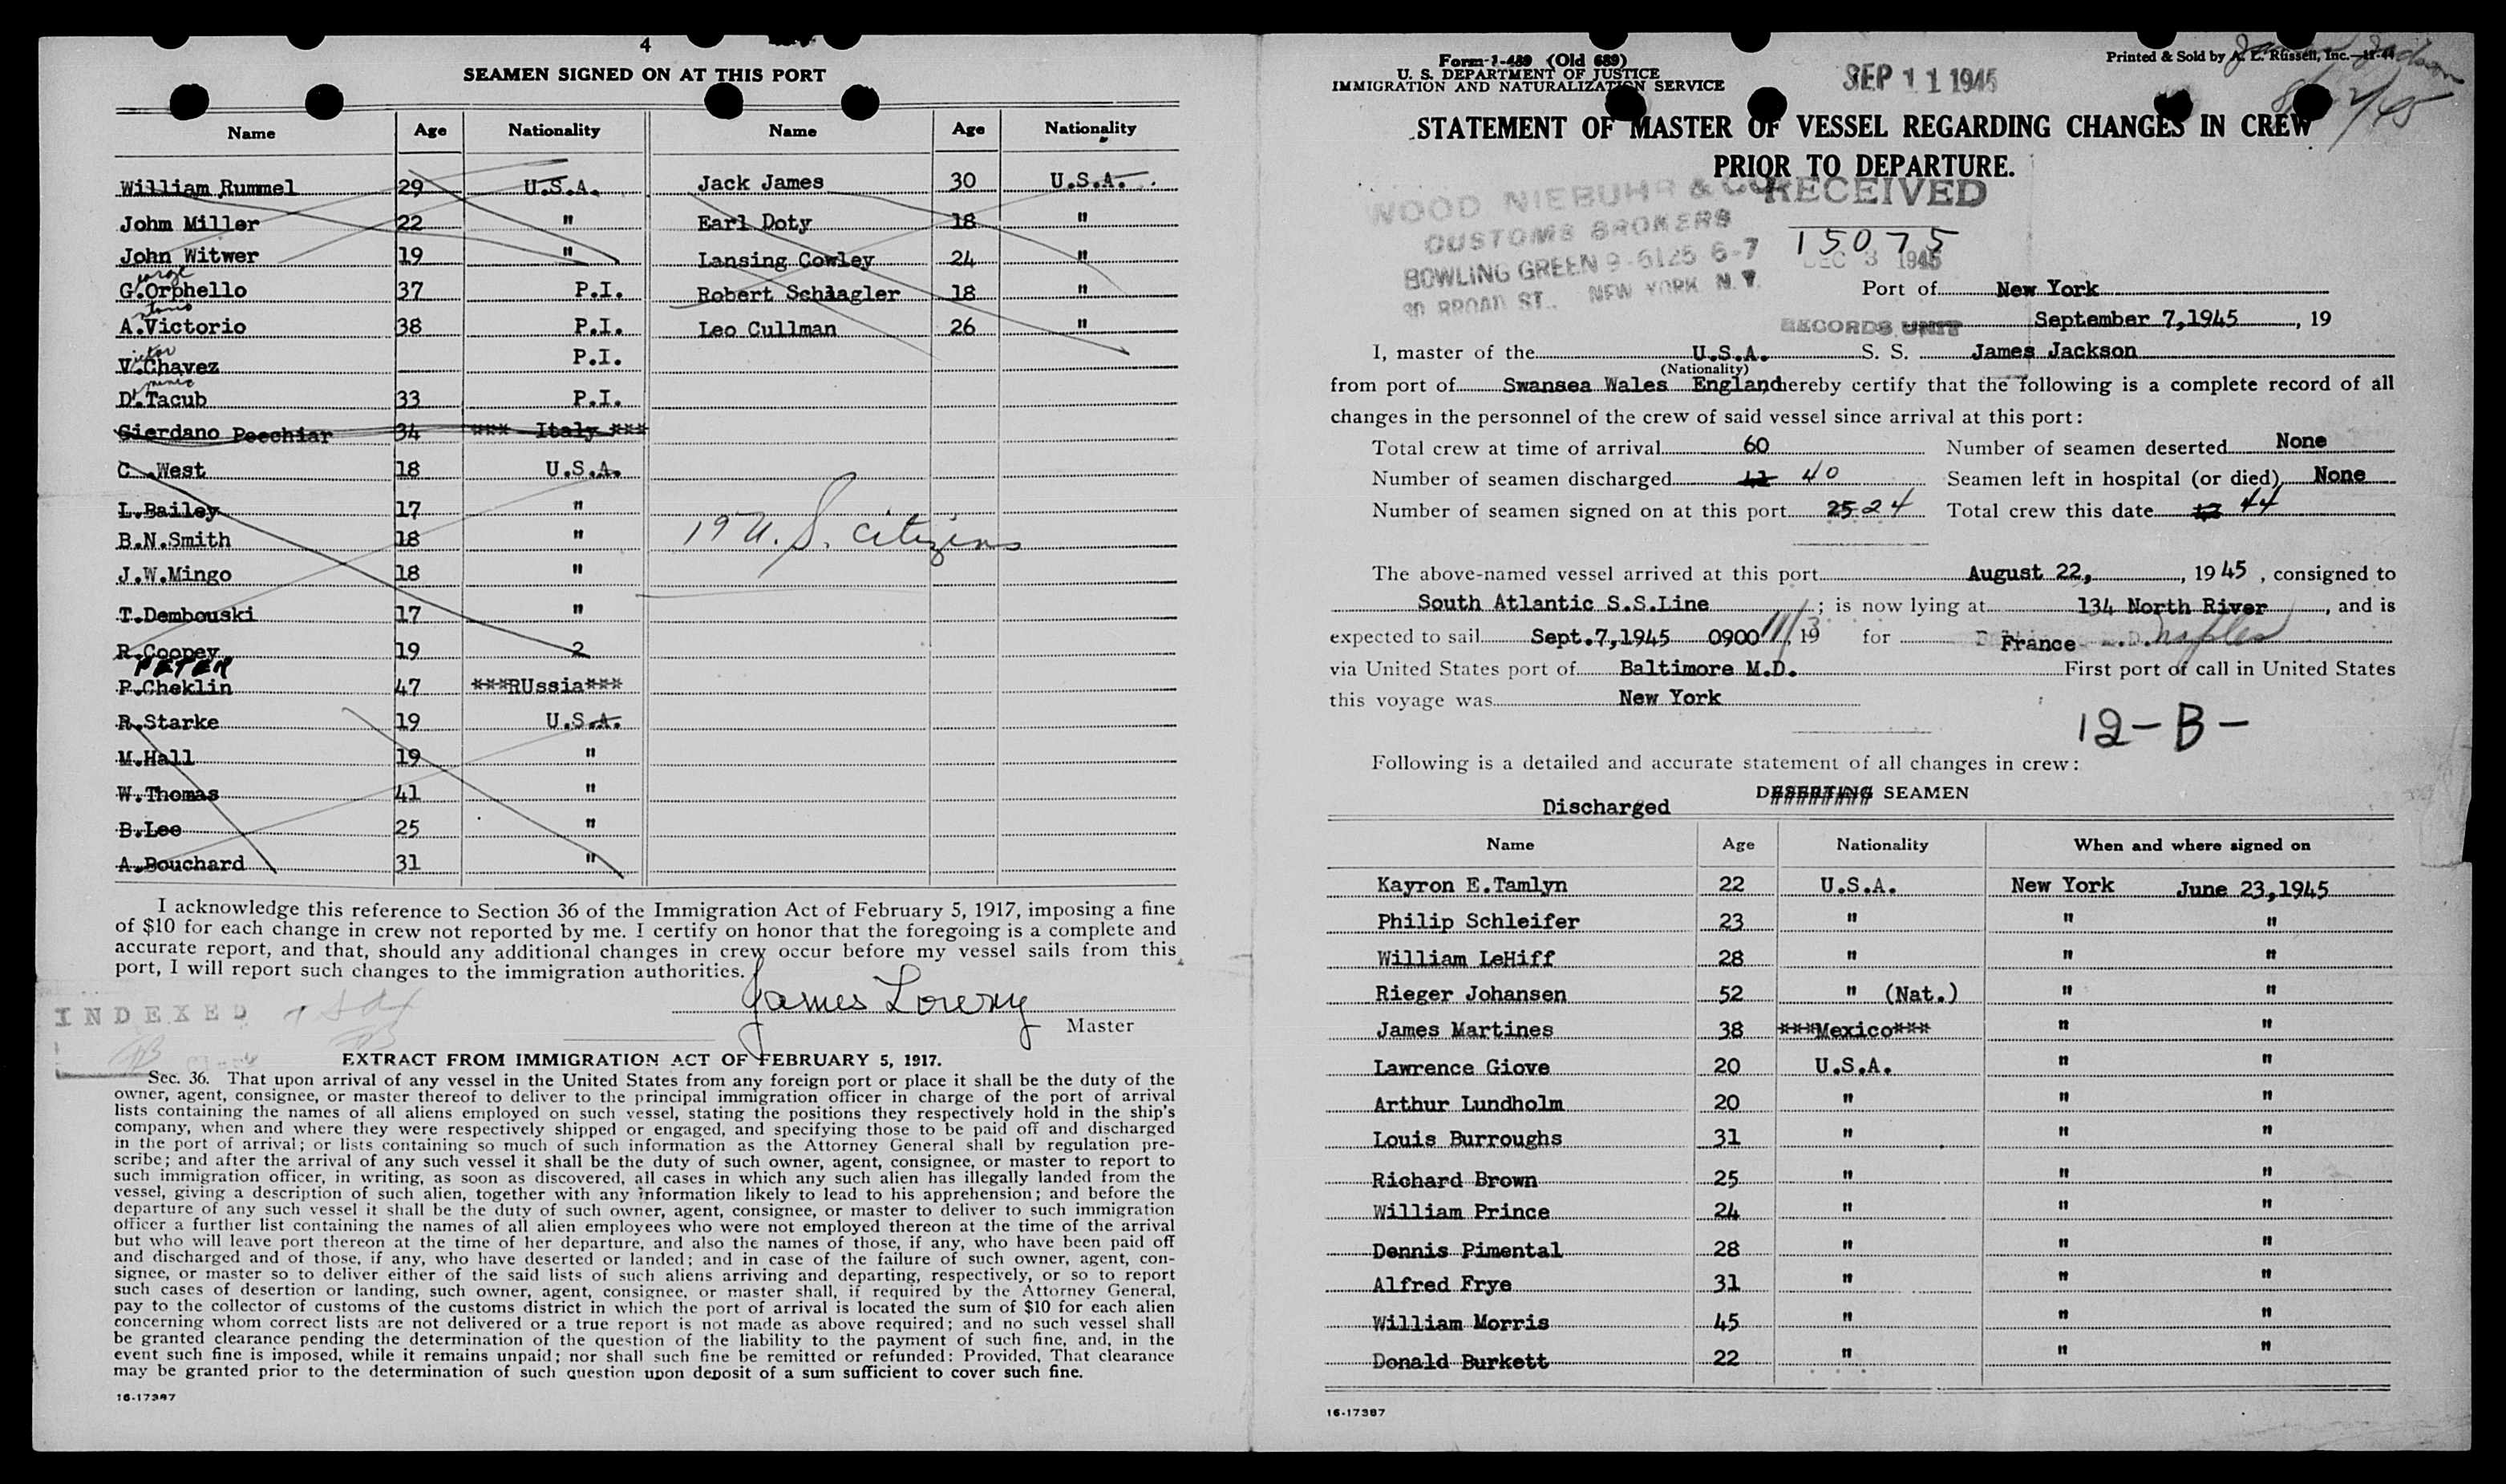 4
SEAMEN SIGNED ON AT THIS PORT
Name Age Nationality Name Age Nationality
William Rummel 29 U.S.A. Jack James 30 U.S.A.
Johm Miller 22 " Earl Doty 18 "
John Witwer 19 " Lansing Cowley 24 "
G.Orphello 37 P.I. Robert Schlagler 18 "
A.Victorio 38 P.I. Leo Cullman 26 "
V.Chavez P.I.
D.Tacub 33 P.I.
Gierdano Peechiar 34 *** Italy ***
C .West 18 U.S.A.
L.Bailey 17 "
B.N.Smith 18 "
19 U.S. citizens
J.W.Mingo 18 "
T.Dembouski 17 "
R.Coopey 19 2
PETER
P.Cheklin 47 ***RUssia***
R.Starke 19 U.S.A.
M.Hall 19 "
W.Thomas 41 "
B.Lee 25 "
A.Bouchard 31 "
I acknowledge this reference to Section 36 of the Immigration Act of February 5, 1917, imposing a fine
of $10 for each change in crew not reported by me. I certify on honor that the foregoing is a complete and
accurate report, and that, should any additional changes in crew occur before my vessel sails from this
port, I will report such changes to the immigration authorities.
James Lowery
Master
INDEXED
EXTRACT FROM IMMIGRATION ACT OF FEBRUARY 5, 1917.
Sec. 36. That upon arrival of any vessel in the United States from any foreign port or place it shall be the duty of the
owner, agent, consignee, or master thereof to deliver to the principal immigration officer in charge of the port of arrival
lists containing the names of all aliens employed on such vessel, stating the positions they respectively hold in the ship's
company, when and where they were respectively shipped or engaged, and specifying those to be paid off and discharged
in the port of arrival; or lists containing so much of such information as the Attorney General shall by regulation pre-
scribe; and after the arrival of any such vessel it shall be the duty of such owner, agent, consignee, or master to report to
such immigration officer, in writing, as soon as discovered, all cases in which any such alien has illegally landed from the
vessel, giving a description of such alien, together with any information likely to lead to his apprehension; and before the
departure of any such vessel it shall be the duty of such owner, agent, consignee, or master to deliver to such immigration
officer a further list containing the names of all alien employees who were not employed thereon at the time of the arrival
but who will leave port thereon at the time of her departure, and also the names of those, if any, who have been paid off
and discharged and of those, if any, who have deserted or landed; and in case of the failure of such owner, agent, con-
signee, or master so to deliver either of the said lists of such aliens arriving and departing, respectively, or so to report
such cases of desertion or landing, such owner, agent, consignee, or master shall, if required by the Attorney General,
pay to the collector of customs of the customs district in which the port of arrival is located the sum of $10 for each alien
concerning whom correct lists are not delivered or a true report is not made as above required; and no such vessel shall
be granted clearance pending the determination of the question of the liability to the payment of such fine, and, in the
event such fine is imposed, while it remains unpaid; nor shall such fine be remitted or refunded: Provided, That clearance
may be granted prior to the determination of such question upon deposit of a sum sufficient to cover such fine.
16-17387
Form I-489 (Old 689)
U. S. DEPARTMENT OF JUSTICE
IMMIGRATION AND NATURALIZATION SERVICE
SEP 11 1945
Printed & Sold by A. E. Russell, Inc.—11-44
STATEMENT OF MASTER OF VESSEL REGARDING CHANGES IN CREW
PRIOR TO DEPARTURE.
WOOD NIEBUHR & CO.
CUSTOMS BROKERS
BOWLING GREEN 9-6125 6-7
80 BROAD ST., NEW YORK N. Y.
RECEIVED
15075
DEC 3 1945
RECORDS UNIT
Port of New York
September 7,1945 , 19
I, master of the U.S.A. S. S. James Jackson
(Nationality)
from port of Swansea Wales England, hereby certify that the following is a complete record of all
changes in the personnel of the crew of said vessel since arrival at this port:
Total crew at time of arrival 60 Number of seamen deserted None
Number of seamen discharged 41 40 Seamen left in hospital (or died) None
Number of seamen signed on at this port 25 24 Total crew this date 44
The above-named vessel arrived at this port August 22, , 1945 , consigned to
South Atlantic S.S.Line ; is now lying at 134 North River , and is
expected to sail Sept.7,1945 0900 , 19 for France Naples
via United States port of Baltimore M.D. First port of call in United States
this voyage was New York
12-B-
Following is a detailed and accurate statement of all changes in crew:
Discharged DESERTING SEAMEN
Name Age Nationality When and where signed on
Kayron E.Tamlyn 22 U.S.A. New York June 23,1945
Philip Schleifer 23 " " "
William LeHiff 28 " " "
Rieger Johansen 52 " (Nat.) " "
James Martines 38 ***Mexico*** " "
Lawrence Giove 20 U.S.A. " "
Arthur Lundholm 20 " " "
Louis Burroughs 31 " " "
Richard Brown 25 " " "
William Prince 24 " " "
Dennis Pimental 28 " " "
Alfred Frye 31 " " "
William Morris 45 " " "
Donald Burkett 22 " " "
16-17387